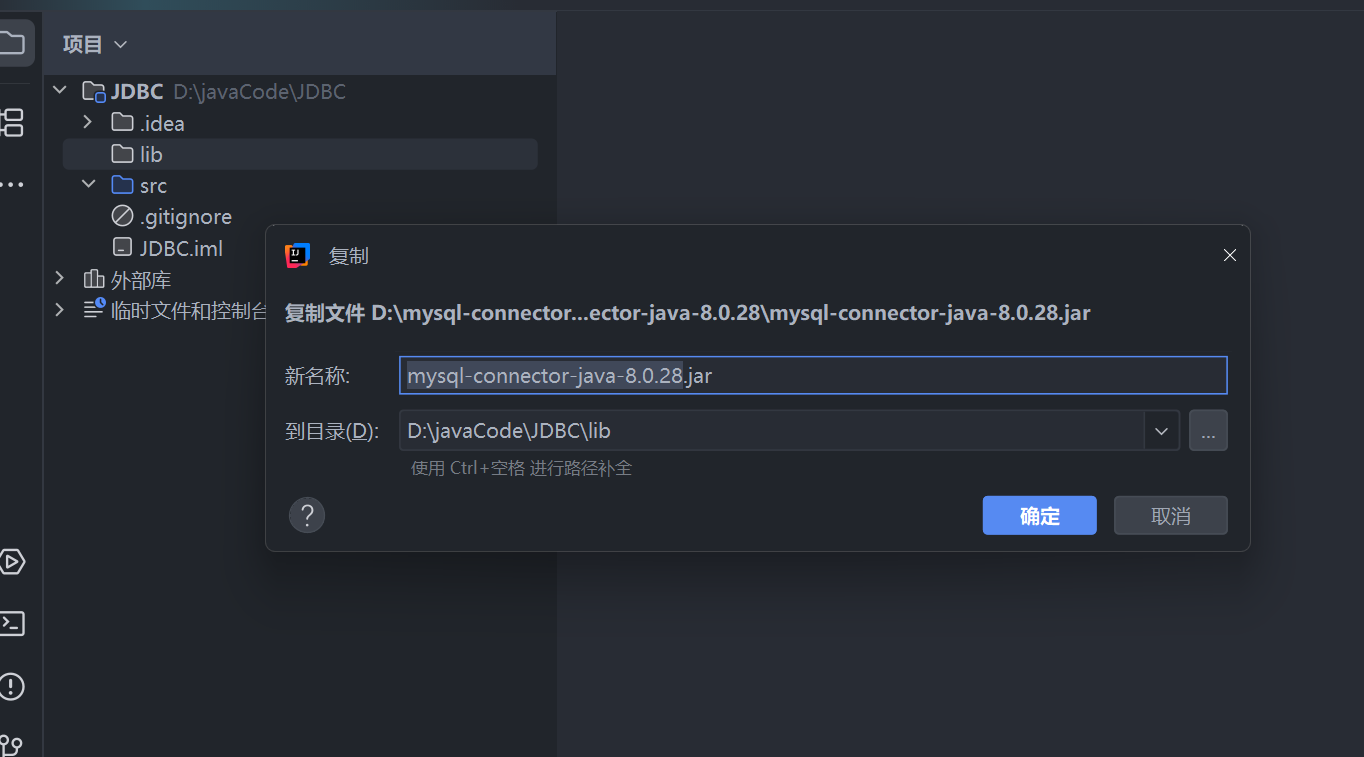 项目
JDBC D:\javaCode\JDBC
.idea
lib
src
.gitignore
JDBC.iml
外部库
临时文件和控制台
复制
复制文件 D:\mysql-connector...ector-java-8.0.28\mysql-connector-java-8.0.28.jar
新名称: mysql-connector-java-8.0.28.jar
到目录(D): D:\javaCode\JDBC\lib ...
使用 Ctrl+空格 进行路径补全
? 确定 取消